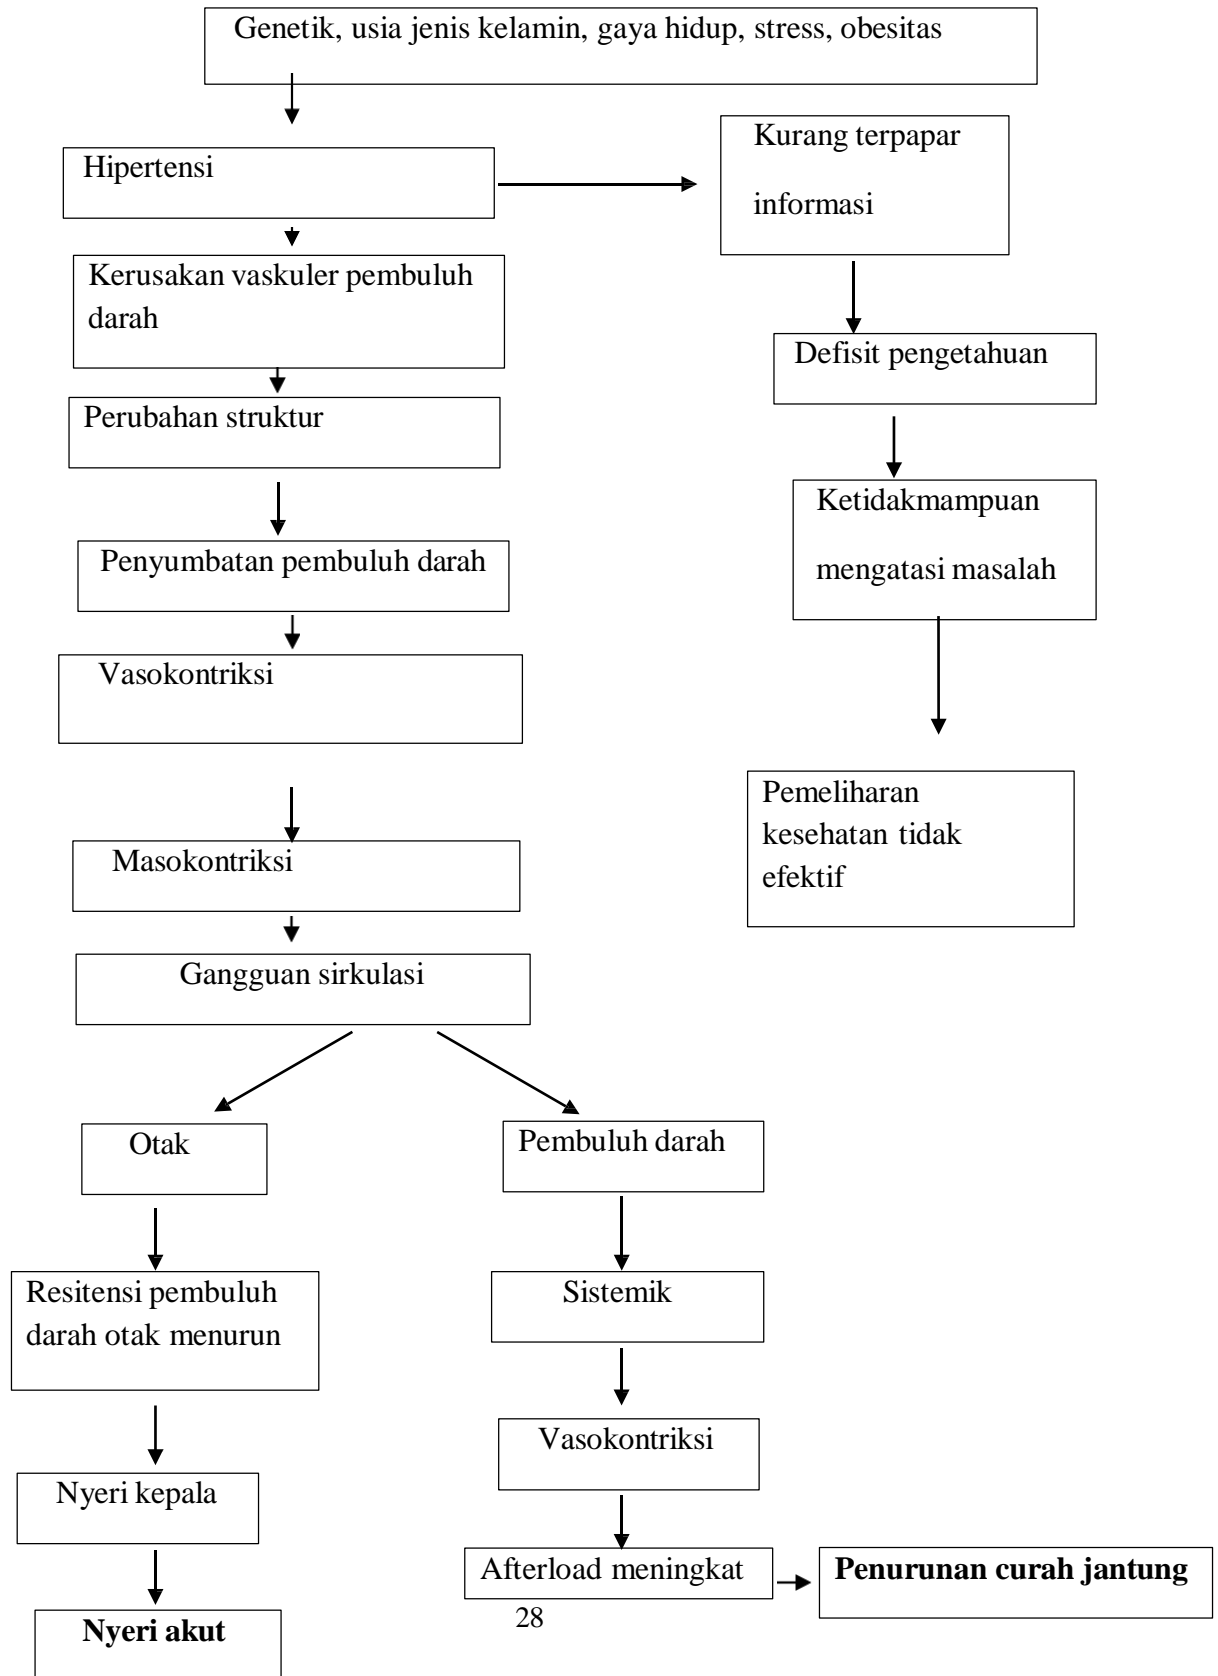 Genetik, usia jenis kelamin, gaya hidup, stress, obesitas
Hipertensi
Kurang terpapar
informasi
Kerusakan vaskuler pembuluh
darah
Defisit pengetahuan
Perubahan struktur
Ketidakmampuan
mengatasi masalah
Penyumbatan pembuluh darah
Vasokontriksi
Pemeliharan
kesehatan tidak
efektif
Masokontriksi
Gangguan sirkulasi
Otak
Pembuluh darah
Resitensi pembuluh
darah otak menurun
Sistemik
Vasokontriksi
Nyeri kepala
Afterload meningkat
Penurunan curah jantung
Nyeri akut
28